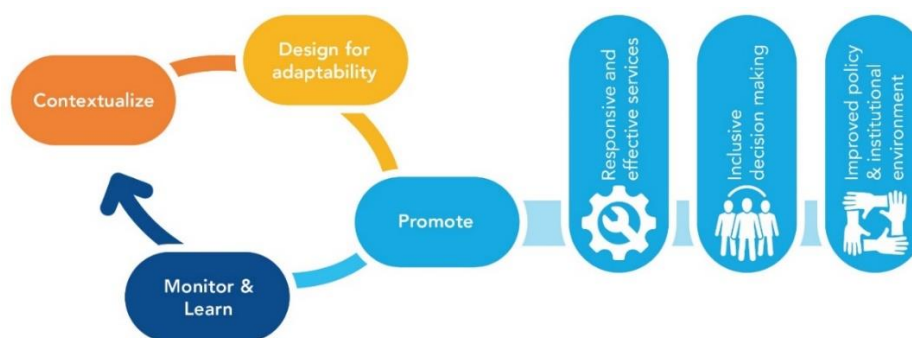 Contextualize
Design for
adaptability
Promote
Monitor &
Learn
Responsive and
effective services
Inclusive
decision making
Improved policy
& institutional
environment